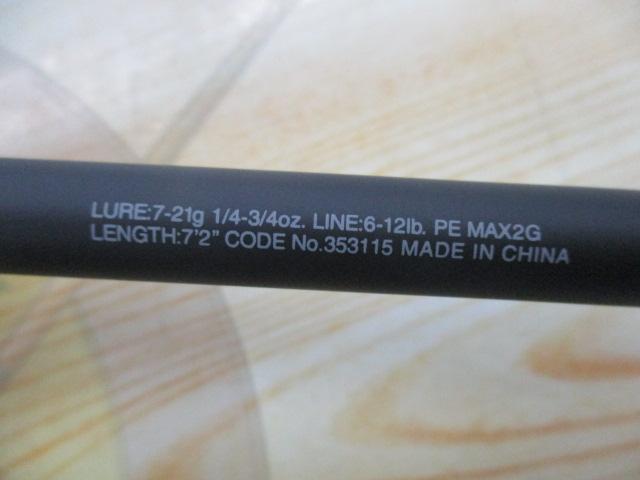 LURE:7-21g 1/4-3/4oz. LINE:6-12lb. PE MAX2G
LENGTH:7'2" CODE No.353115 MADE IN CHINA